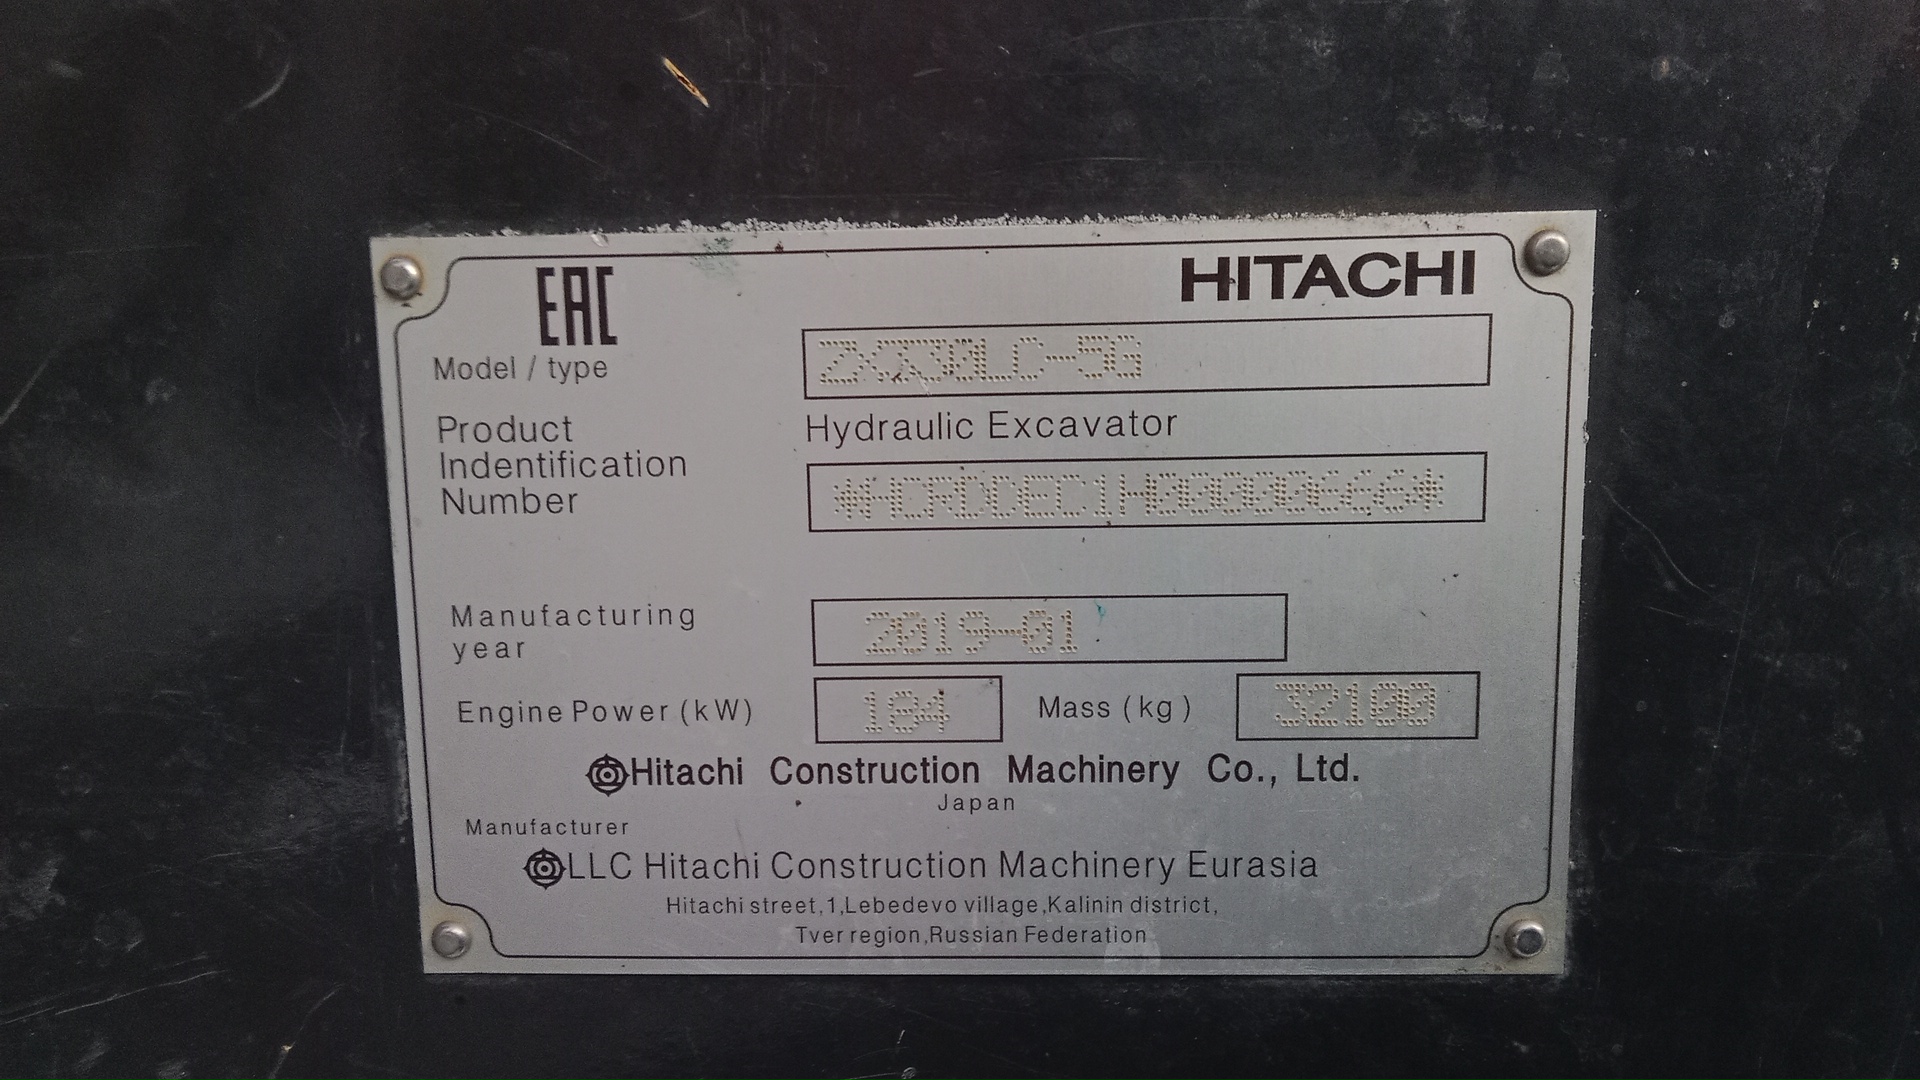 EAC
HITACHI
Model / type
ZX330LC-5G
Product
Indentification
Number
Hydraulic Excavator
*HCRDDEC1H00000666*
Manufacturing
year
2019-01
Engine Power (kW) 184 Mass (kg) 32100
Hitachi Construction Machinery Co., Ltd.
Japan
Manufacturer
LLC Hitachi Construction Machinery Eurasia
Hitachi street,1,Lebedevo village,Kalinin district,
Tver region,Russian Federation